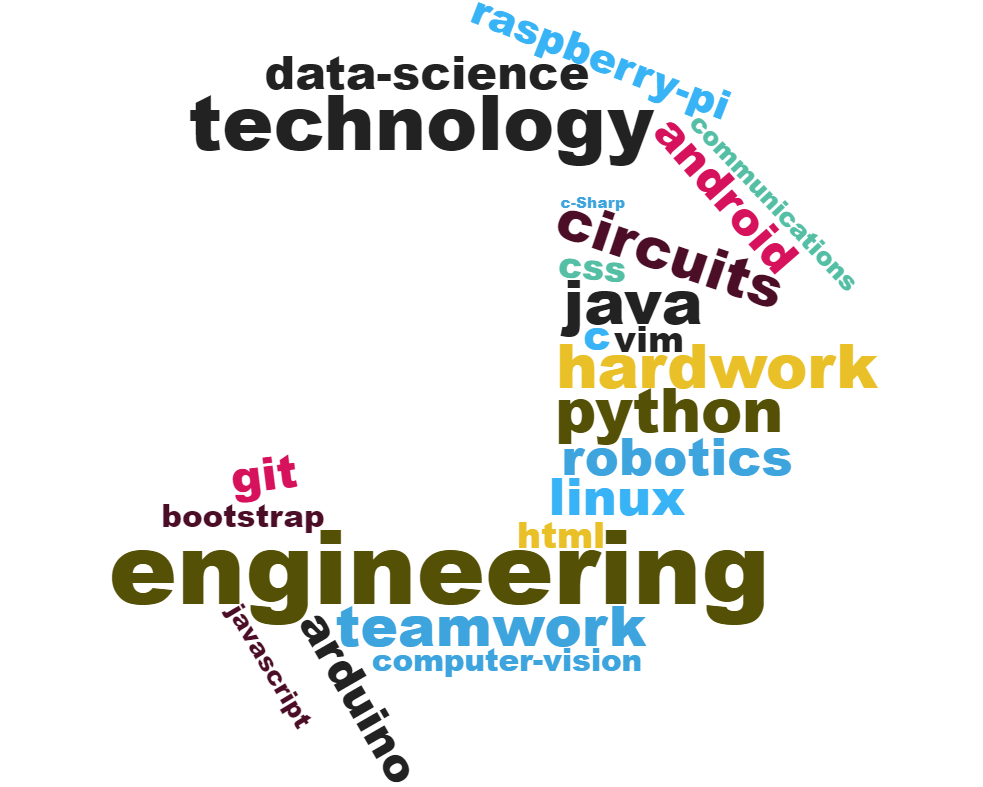 raspberry-pi
data-science
technology
communications
android
c-Sharp
circuits
css
java
c vim
hardwork
python
robotics
git
linux
bootstrap
html
engineering
javascript
arduino
teamwork
computer-vision